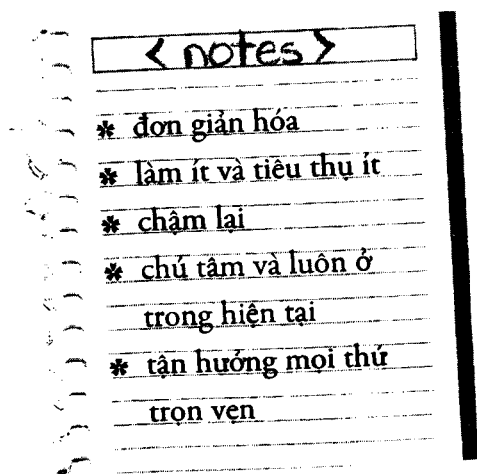 < notes >
* đơn giản hóa
* làm ít và tiêu thụ ít
* chậm lại
* chú tâm và luôn ở
trong hiện tại
* tận hưởng mọi thứ
trọn vẹn